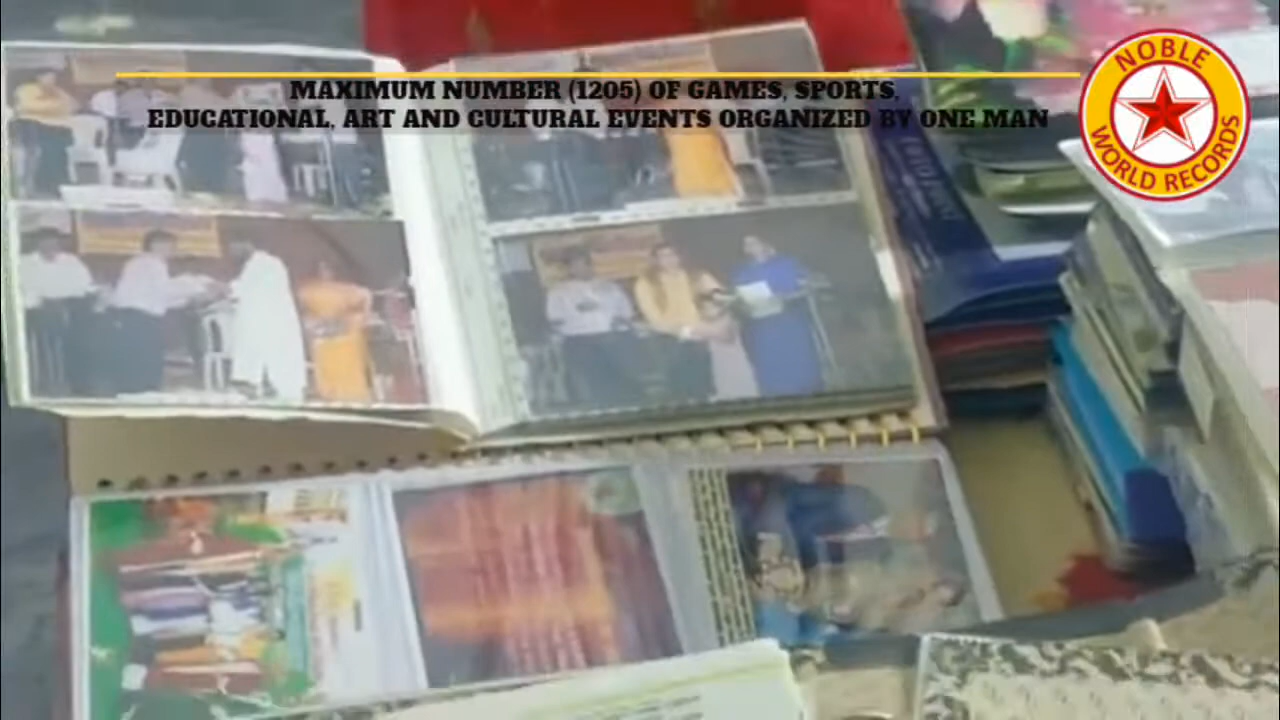 MAXIMUM NUMBER (1205) OF GAMES, SPORTS,
EDUCATIONAL, ART AND CULTURAL EVENTS ORGANIZED BY ONE MAN
NOBLE
WORLD RECORDS